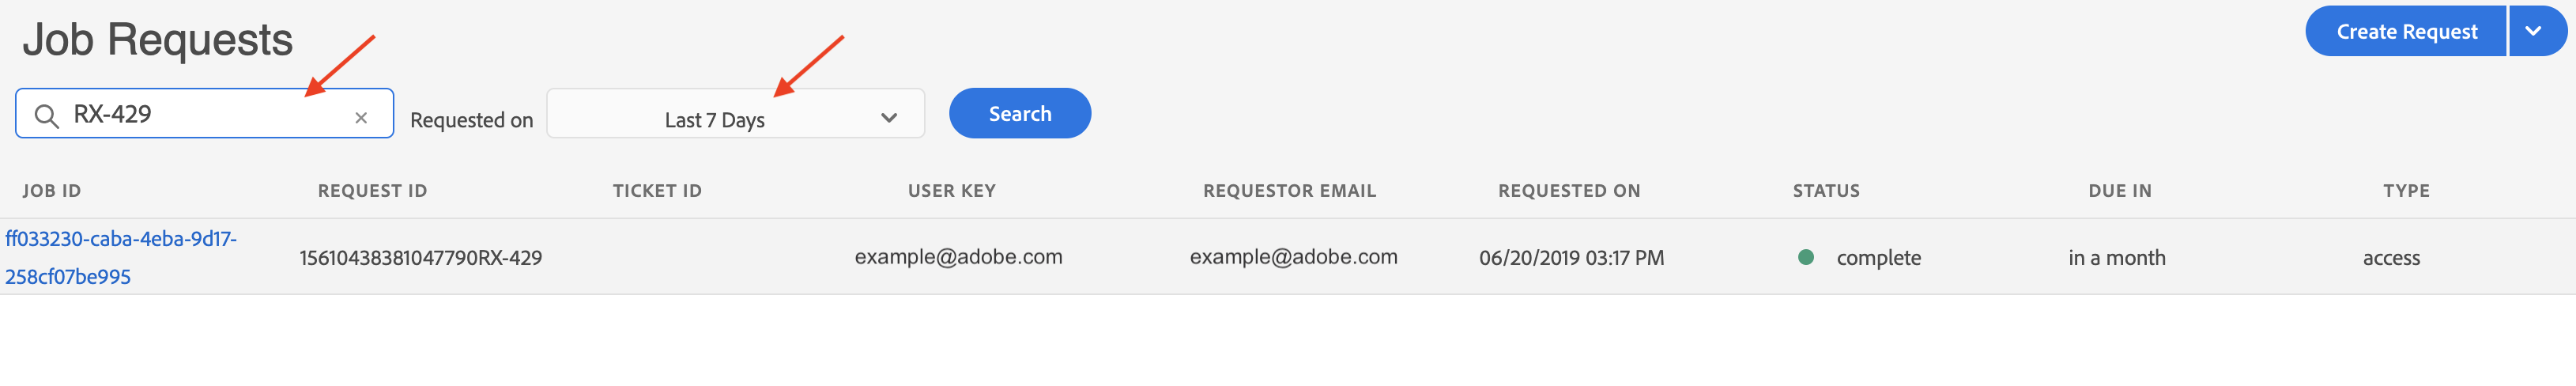 Job Requests
Create Request
RX-429
Requested on
Last 7 Days
Search
JOB ID REQUEST ID TICKET ID USER KEY REQUESTOR EMAIL REQUESTED ON STATUS DUE IN TYPE
ff033230-caba-4eba-9d17-
258cf07be995
15610438381047790RX-429 example@adobe.com example@adobe.com 06/20/2019 03:17 PM complete in a month access